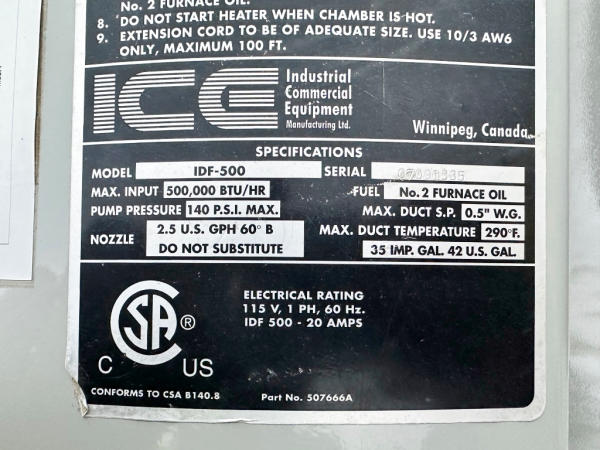 No. 2 FURNACE OIL.
8. DO NOT START HEATER WHEN CHAMBER IS HOT.
9. EXTENSION CORD TO BE OF ADEQUATE SIZE. USE 10/3 AW6
ONLY, MAXIMUM 100 FT.
ICE Industrial
Commercial
Equipment
Manufacturing Ltd.
Winnipeg, Canada
SPECIFICATIONS
MODEL IDF-500 SERIAL
MAX. INPUT 500,000 BTU/HR FUEL No. 2 FURNACE OIL
PUMP PRESSURE 140 P.S.I. MAX. MAX. DUCT S.P. 0.5" W.G.
NOZZLE 2.5 U.S. GPH 60° B
DO NOT SUBSTITUTE
MAX. DUCT TEMPERATURE 290°F.
35 IMP. GAL. 42 U.S. GAL.
ELECTRICAL RATING
115 V, 1 PH, 60 Hz.
IDF 500 - 20 AMPS
CSA ®
C US
CONFORMS TO CSA B140.8 Part No. 507666A